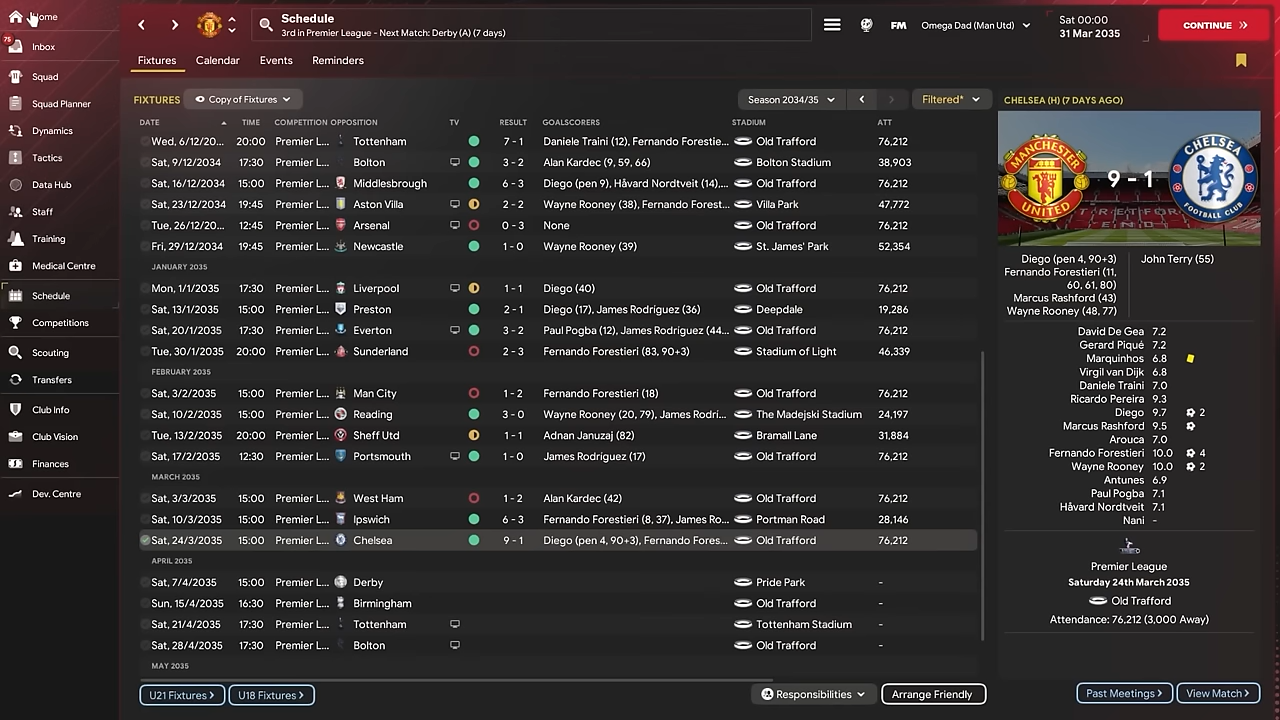 Home
Schedule
3rd in Premier League - Next Match: Derby (A) (7 days)
FM
Omega Dad (Man Utd)
Sat 00:00
31 Mar 2035
CONTINUE
75
Inbox
Squad
Squad Planner
Dynamics
Tactics
Data Hub
Staff
Training
Medical Centre
Schedule
Competitions
Scouting
Transfers
Club Info
Club Vision
Finances
Dev. Centre
Fixtures Calendar Events Reminders
FIXTURES Copy of Fixtures Season 2034/35 Filtered*
DATE TIME COMPETITION OPPOSITION TV RESULT GOALSCORERS STADIUM ATT
Wed, 6/12/20... 20:00 Premier L... Tottenham 7 - 1 Daniele Traini (12), Fernando Forestie... Old Trafford 76,212
Sat, 9/12/2034 17:30 Premier L... Bolton 3 - 2 Alan Kardec (9, 59, 66) Bolton Stadium 38,903
Sat, 16/12/2034 15:00 Premier L... Middlesbrough 6 - 3 Diego (pen 9), Håvard Nordtveit (14),... Old Trafford 76,212
Sat, 23/12/2034 19:45 Premier L... Aston Villa 2 - 2 Wayne Rooney (38), Fernando Forest... Villa Park 47,772
Tue, 26/12/20... 12:45 Premier L... Arsenal 0 - 3 None Old Trafford 76,212
Fri, 29/12/2034 19:45 Premier L... Newcastle 1 - 0 Wayne Rooney (39) St. James' Park 52,354
JANUARY 2035
Mon, 1/1/2035 17:30 Premier L... Liverpool 1 - 1 Diego (40) Old Trafford 76,212
Sat, 13/1/2035 15:00 Premier L... Preston 2 - 1 Diego (17), James Rodríguez (36) Deepdale 19,286
Sat, 20/1/2035 17:30 Premier L... Everton 3 - 2 Paul Pogba (12), James Rodríguez (44... Old Trafford 76,212
Tue, 30/1/2035 20:00 Premier L... Sunderland 2 - 3 Fernando Forestieri (83, 90+3) Stadium of Light 46,339
FEBRUARY 2035
Sat, 3/2/2035 15:00 Premier L... Man City 1 - 2 Fernando Forestieri (18) Old Trafford 76,212
Sat, 10/2/2035 15:00 Premier L... Reading 3 - 0 Wayne Rooney (20, 79), James Rodrí... The Madejski Stadium 24,197
Tue, 13/2/2035 20:00 Premier L... Sheff Utd 1 - 1 Adnan Januzaj (82) Bramall Lane 31,884
Sat, 17/2/2035 12:30 Premier L... Portsmouth 1 - 0 James Rodríguez (17) Old Trafford 76,212
MARCH 2035
Sat, 3/3/2035 15:00 Premier L... West Ham 1 - 2 Alan Kardec (42) Old Trafford 76,212
Sat, 10/3/2035 15:00 Premier L... Ipswich 6 - 3 Fernando Forestieri (8, 37), James Ro... Portman Road 28,146
Sat, 24/3/2035 15:00 Premier L... Chelsea 9 - 1 Diego (pen 4, 90+3), Fernando Fores... Old Trafford 76,212
APRIL 2035
Sat, 7/4/2035 15:00 Premier L... Derby Pride Park -
Sun, 15/4/2035 16:30 Premier L... Birmingham Old Trafford -
Sat, 21/4/2035 17:30 Premier L... Tottenham Tottenham Stadium -
Sat, 28/4/2035 17:30 Premier L... Bolton Old Trafford -
MAY 2035
U21 Fixtures > U18 Fixtures > Responsibilities Arrange Friendly
CHELSEA (H) (7 DAYS AGO)
MANCHESTER
UNITED
9 - 1
CHELSEA
FOOTBALL CLUB
Diego (pen 4, 90+3)
Fernando Forestieri (11,
60, 61, 80)
Marcus Rashford (43)
Wayne Rooney (48, 77)
John Terry (55)
David De Gea 7.2
Gerard Piqué 7.2
Marquinhos 6.8
Virgil van Dijk 6.8
Daniele Traini 7.0
Ricardo Pereira 9.3
Diego 9.7 2
Marcus Rashford 9.5
Arouca 7.0
Fernando Forestieri 10.0 4
Wayne Rooney 10.0 2
Antunes 6.9
Paul Pogba 7.1
Håvard Nordtveit 7.1
Nani -
Premier League
Saturday 24th March 2035
Old Trafford
Attendance: 76,212 (3,000 Away)
Past Meetings > View Match >